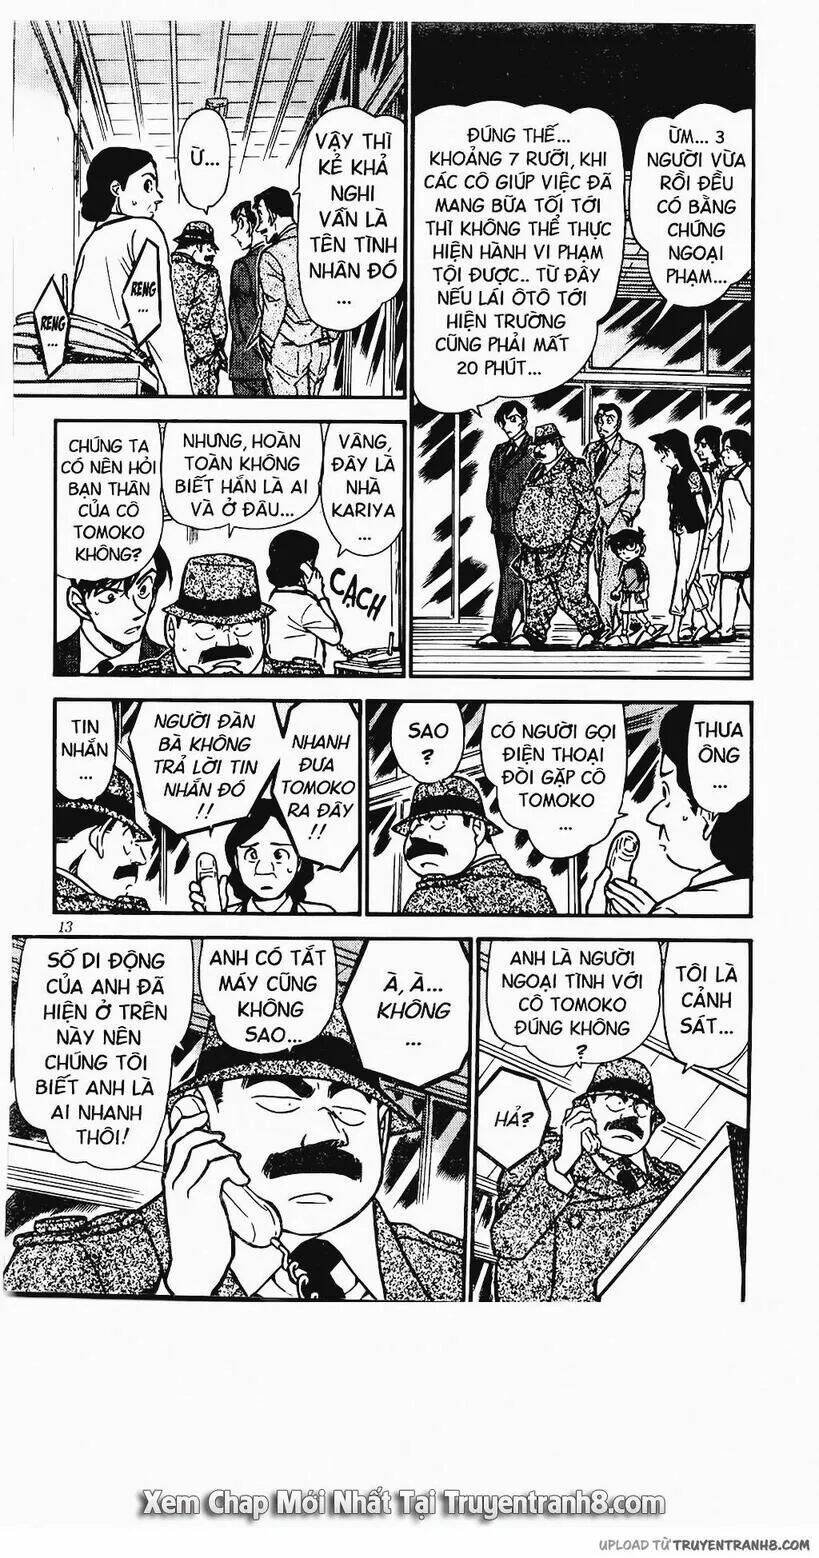 ỪM... 3
NGƯỜI VỪA
RỒI ĐỀU
CÓ BẰNG
CHỨNG
NGOẠI
PHẠM...
ĐÚNG THẾ...
KHOẢNG 7 RƯỠI, KHI
CÁC CÔ GIÚP VIỆC ĐÃ
MANG BỮA TỐI TỚI
THÌ KHÔNG THỂ THỰC
HIỆN HÀNH VI PHẠM
TỘI ĐƯỢC.. TỪ ĐÂY
NẾU LÁI ÔTÔ TỚI
HIỆN TRƯỜNG
CŨNG PHẢI MẤT
20 PHÚT...
VẬY THÌ
KẺ KHẢ
NGHI
VẤN LÀ
TÊN TÌNH
NHÂN ĐÓ
...
Ừ...
RENG
...
RENG
...
VÂNG,
ĐÂY LÀ
NHÀ
KARIYA
...
CẠCH
NHƯNG, HOÀN
TOÀN KHÔNG
BIẾT HẮN LÀ AI
VÀ Ở ĐÂU...
CHÚNG TA
CÓ NÊN HỎI
BẠN THÂN
CỦA CÔ
TOMOKO
KHÔNG?
THƯA
ÔNG...
CÓ NGƯỜI GỌI
ĐIỆN THOẠI
ĐÒI GẶP CÔ
TOMOKO
...
SAO
?
NHANH
ĐƯA
TOMOKO
RA ĐÂY
!!
NGƯỜI ĐÀN
BÀ KHÔNG
TRẢ LỜI TIN
NHẮN ĐÓ
!!
TIN
NHẮN
...
13
TÔI LÀ
CẢNH
SÁT...
ANH LÀ NGƯỜI
NGOẠI TÌNH VỚI
CÔ TOMOKO
ĐÚNG KHÔNG
?
HẢ?
À, À...
KHÔNG
...
ANH CÓ TẮT
MÁY CŨNG
KHÔNG
SAO...
SỐ DI ĐỘNG
CỦA ANH ĐÃ
HIỆN Ở TRÊN
NÀY NÊN
CHÚNG TÔI
BIẾT ANH LÀ
AI NHANH
THÔI!
Xem Chap Mới Nhất Tại Truyentranh8.com
UPLOAD TỪ TRUYENTRANH8.COM